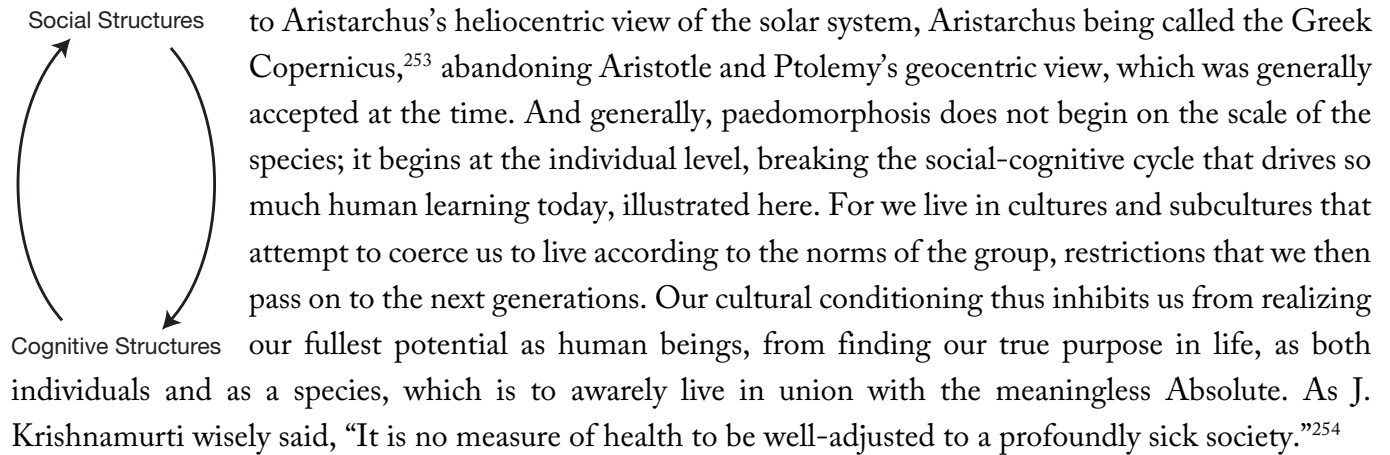 Social Structures
to Aristarchus’s heliocentric view of the solar system, Aristarchus being called the Greek
Copernicus,253 abandoning Aristotle and Ptolemy’s geocentric view, which was generally
accepted at the time. And generally, paedomorphosis does not begin on the scale of the
species; it begins at the individual level, breaking the social-cognitive cycle that drives so
much human learning today, illustrated here. For we live in cultures and subcultures that
attempt to coerce us to live according to the norms of the group, restrictions that we then
pass on to the next generations. Our cultural conditioning thus inhibits us from realizing
Cognitive Structures
our fullest potential as human beings, from finding our true purpose in life, as both
individuals and as a species, which is to awarely live in union with the meaningless Absolute. As J.
Krishnamurti wisely said, “It is no measure of health to be well-adjusted to a profoundly sick society.”254